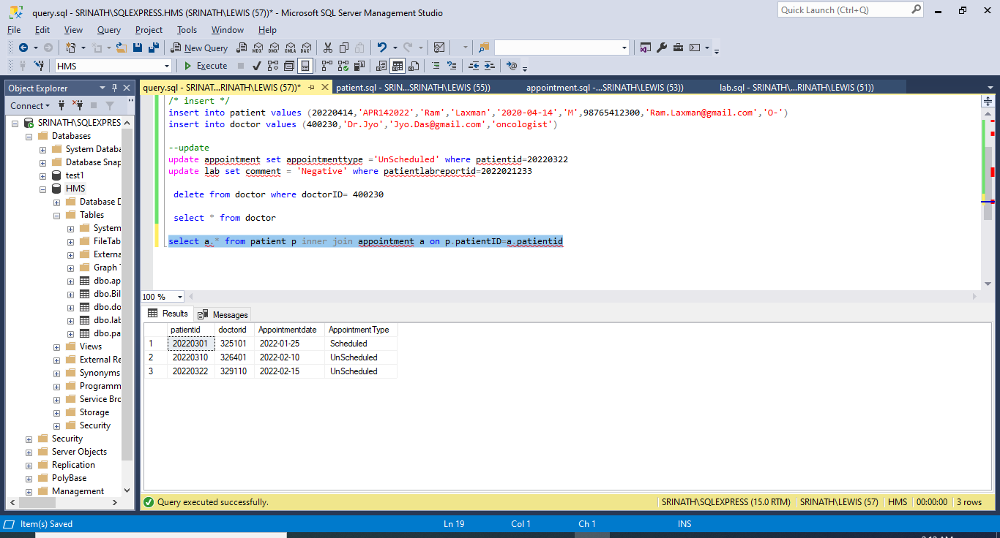 query.sql - SRINATH\SQLEXPRESS.HMS (SRINATH\LEWIS (57))* - Microsoft SQL Server Management Studio
Quick Launch (Ctrl+Q)
File Edit View Query Project Tools Window Help
New Query MDX DMX XMLA DAX
HMS Execute
Object Explorer
query.sql - SRINAT...RINATH\LEWIS (57))* patient.sql - SRIN...SRINATH\LEWIS (55)) appointment.sql -...SRINATH\LEWIS (53)) lab.sql - SRINATH\...RINATH\LEWIS (51))
Connect
SRINATH\SQLEXPRES
Databases
System Databa
Database Snap
test1
HMS
Database D
Tables
System
FileTab
Externa
Graph
dbo.ap
dbo.Bil
dbo.do
dbo.lab
dbo.pa
Views
External Re
Synonyms
Programm
Service Bro
Storage
Security
Security
Server Objects
Replication
PolyBase
Management
/* insert */
insert into patient values (20220414,'APR142022','Ram','Laxman','2020-04-14','M',98765412300,'Ram.Laxman@gmail.com','O-')
insert into doctor values (400230,'Dr.Jyo','Jyo.Das@gmail.com','oncologist')
--update
update appointment set appointmenttype ='UnScheduled' where patientid=20220322
update lab set comment = 'Negative' where patientlabreportid=2022021233
delete from doctor where doctorID= 400230
select * from doctor
select a.* from patient p inner join appointment a on p.patientID=a.patientid
100 %
Results Messages
patientid doctorid Appointmentdate AppointmentType
1 20220301 325101 2022-01-25 Scheduled
2 20220310 326401 2022-02-10 UnScheduled
3 20220322 329110 2022-02-15 UnScheduled
Query executed successfully. SRINATH\SQLEXPRESS (15.0 RTM) SRINATH\LEWIS (57) HMS 00:00:00 3 rows
Item(s) Saved Ln 19 Col 1 Ch 1 INS